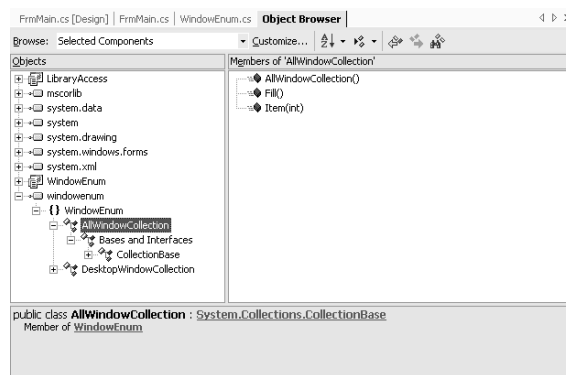 FrmMain.cs [Design] | FrmMain.cs | WindowEnum.cs Object Browser
Browse: Selected Components Customize...
Objects
LibraryAccess
mscorlib
system.data
system
system.drawing
system.windows.forms
system.xml
WindowEnum
windowenum
{} WindowEnum
AllWindowCollection
Bases and Interfaces
CollectionBase
DesktopWindowCollection
Members of 'AllWindowCollection'
AllWindowCollection()
Fill()
Item(int)
public class AllWindowCollection : System.Collections.CollectionBase
Member of WindowEnum